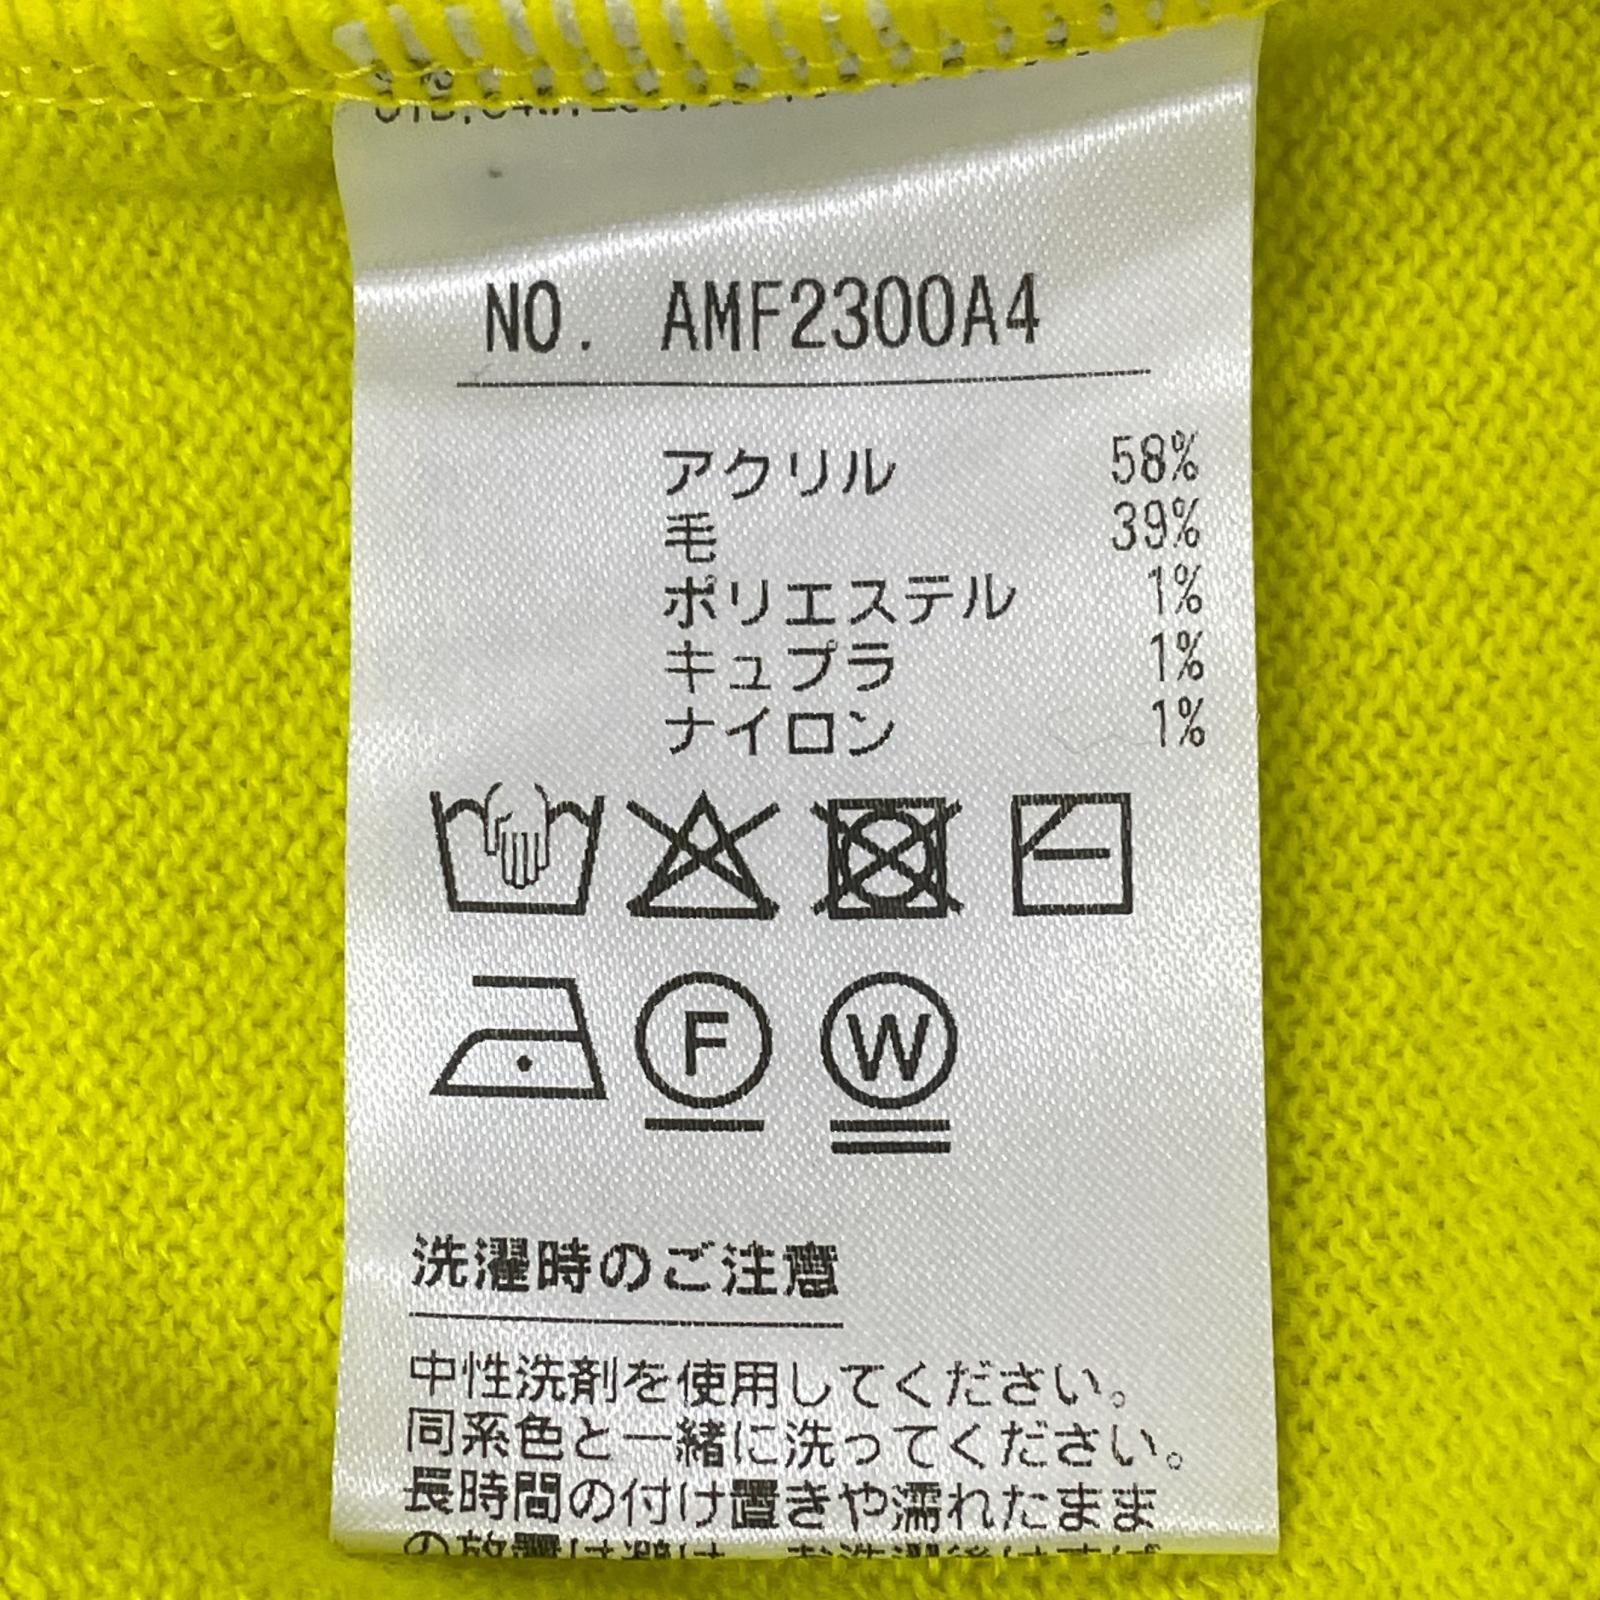 NO. AMF2300A4
アクリル 58%
毛 39%
ポリエステル 1%
キュプラ 1%
ナイロン 1%
F W
洗濯時のご注意
中性洗剤を使用してください。
同系色と一緒に洗ってください。
長時間の付け置きや濡れたまま